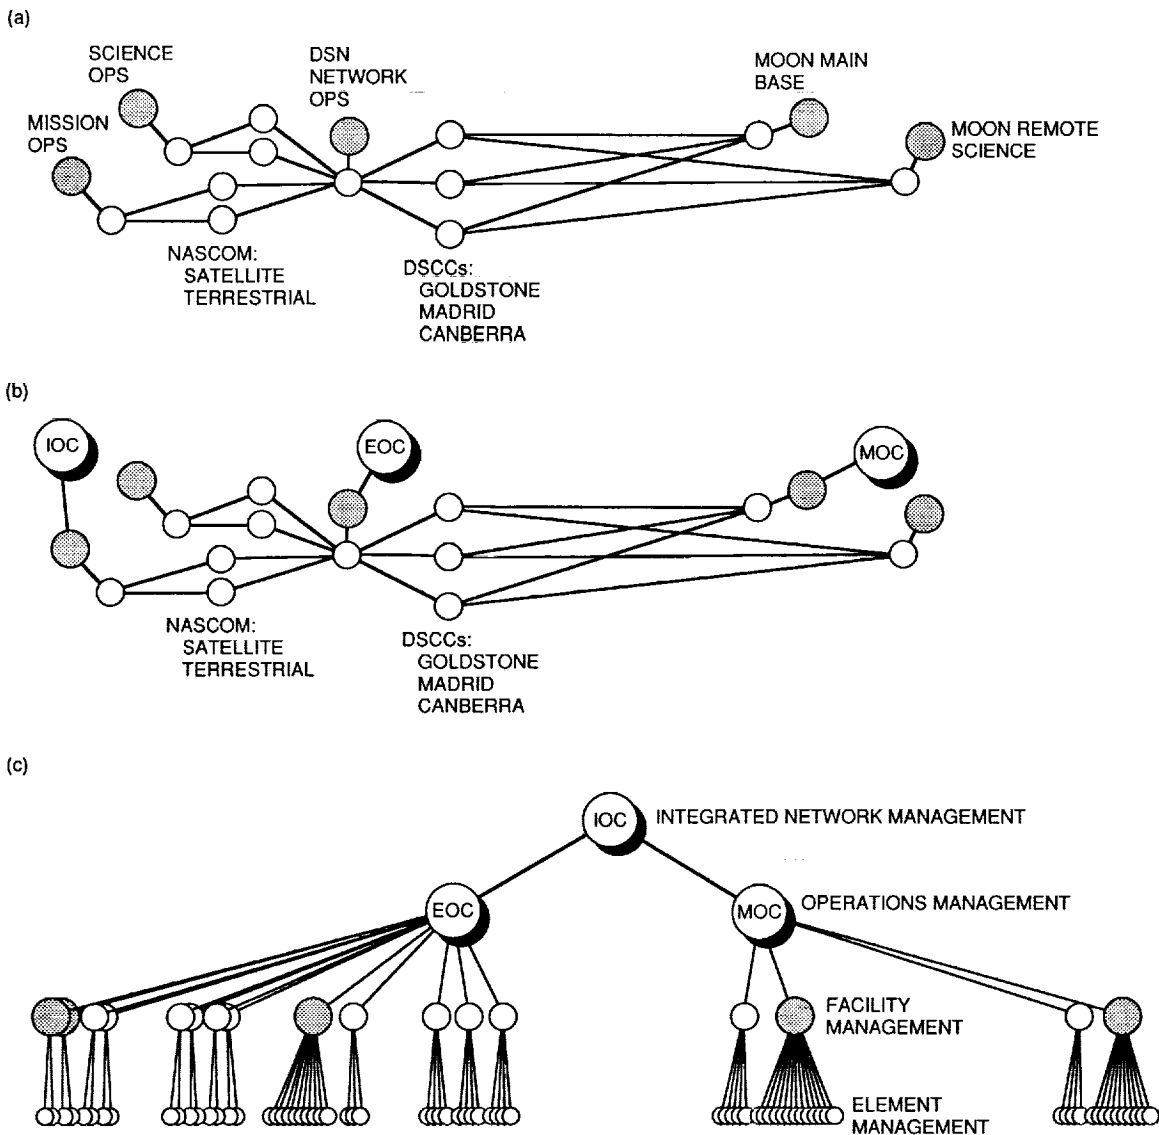 (a)
SCIENCE
OPS
DSN
NETWORK
OPS
MOON MAIN
BASE
MISSION
OPS
MOON REMOTE
SCIENCE
NASCOM:
SATELLITE
TERRESTRIAL
DSCCs:
GOLDSTONE
MADRID
CANBERRA
(b)
IOC
EOC
MOC
NASCOM:
SATELLITE
TERRESTRIAL
DSCCs:
GOLDSTONE
MADRID
CANBERRA
(c)
IOC
INTEGRATED NETWORK MANAGEMENT
EOC
MOC
OPERATIONS MANAGEMENT
FACILITY
MANAGEMENT
ELEMENT
MANAGEMENT